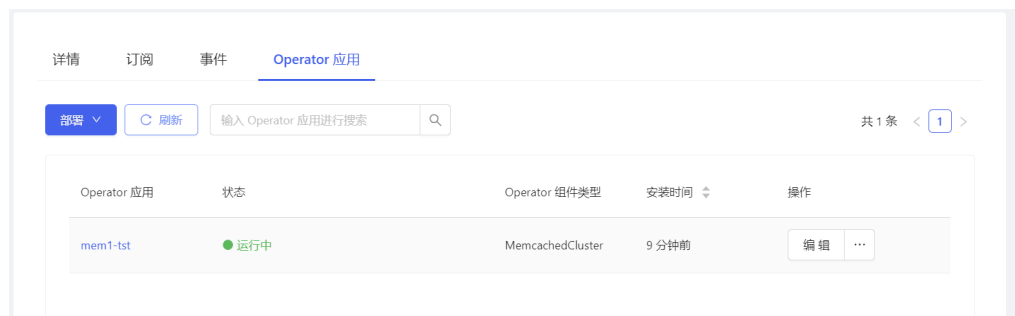 详情 订阅 事件 Operator 应用
部署 刷新 输入 Operator 应用进行搜索 共 1 条 < 1 >
Operator 应用 状态 Operator 组件类型 安装时间 操作
mem1-tst 运行中 MemcachedCluster 9 分钟前 编辑 ···